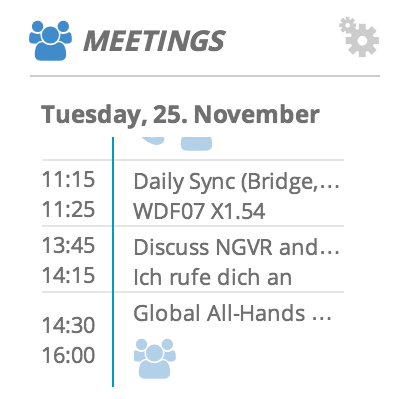 MEETINGS
Tuesday, 25. November
11:15 Daily Sync (Bridge,...
11:25 WDF07 X1.54
13:45 Discuss NGVR and...
14:15 Ich rufe dich an
Global All-Hands ...
14:30
16:00